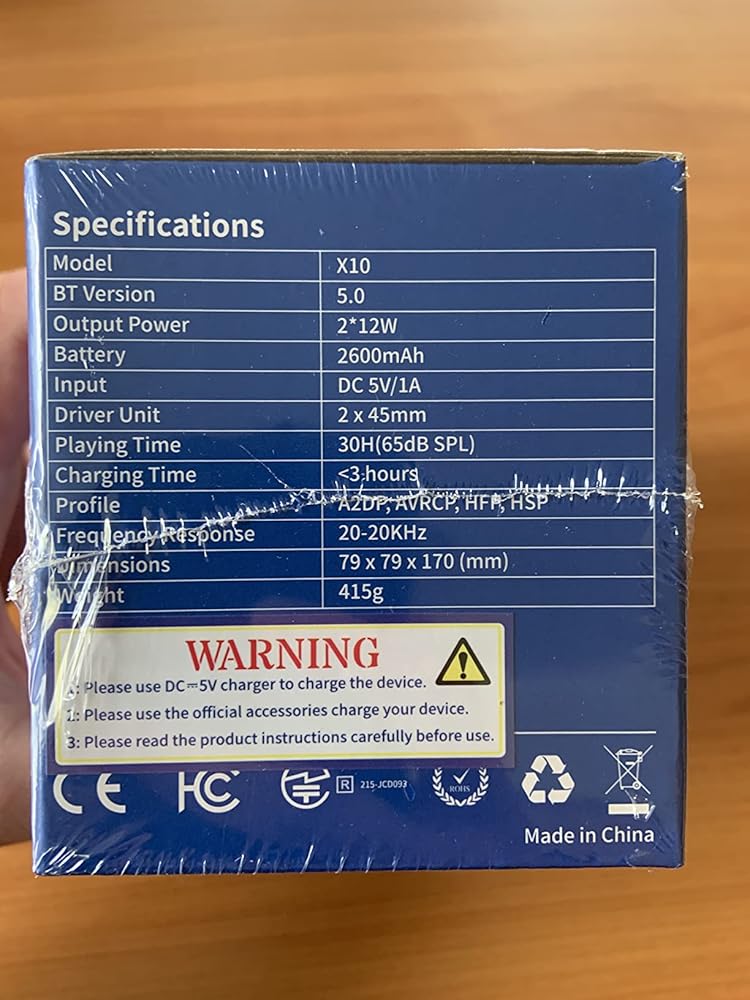 Specifications
Model X10
BT Version 5.0
Output Power 2*12W
Battery 2600mAh
Input DC 5V/1A
Driver Unit 2 x 45mm
Playing Time 30H(65dB SPL)
Charging Time <3 hours
Profile A2DP, AVRCP, HFP, HSP
Frequency Response 20-20KHz
Dimensions 79 x 79 x 170 (mm)
Weight 415g
WARNING
1: Please use DC⎓5V charger to charge the device.
1: Please use the official accessories charge your device.
3: Please read the product instructions carefully before use.
CE FC R 215-JCD093 ROHS
Made in China